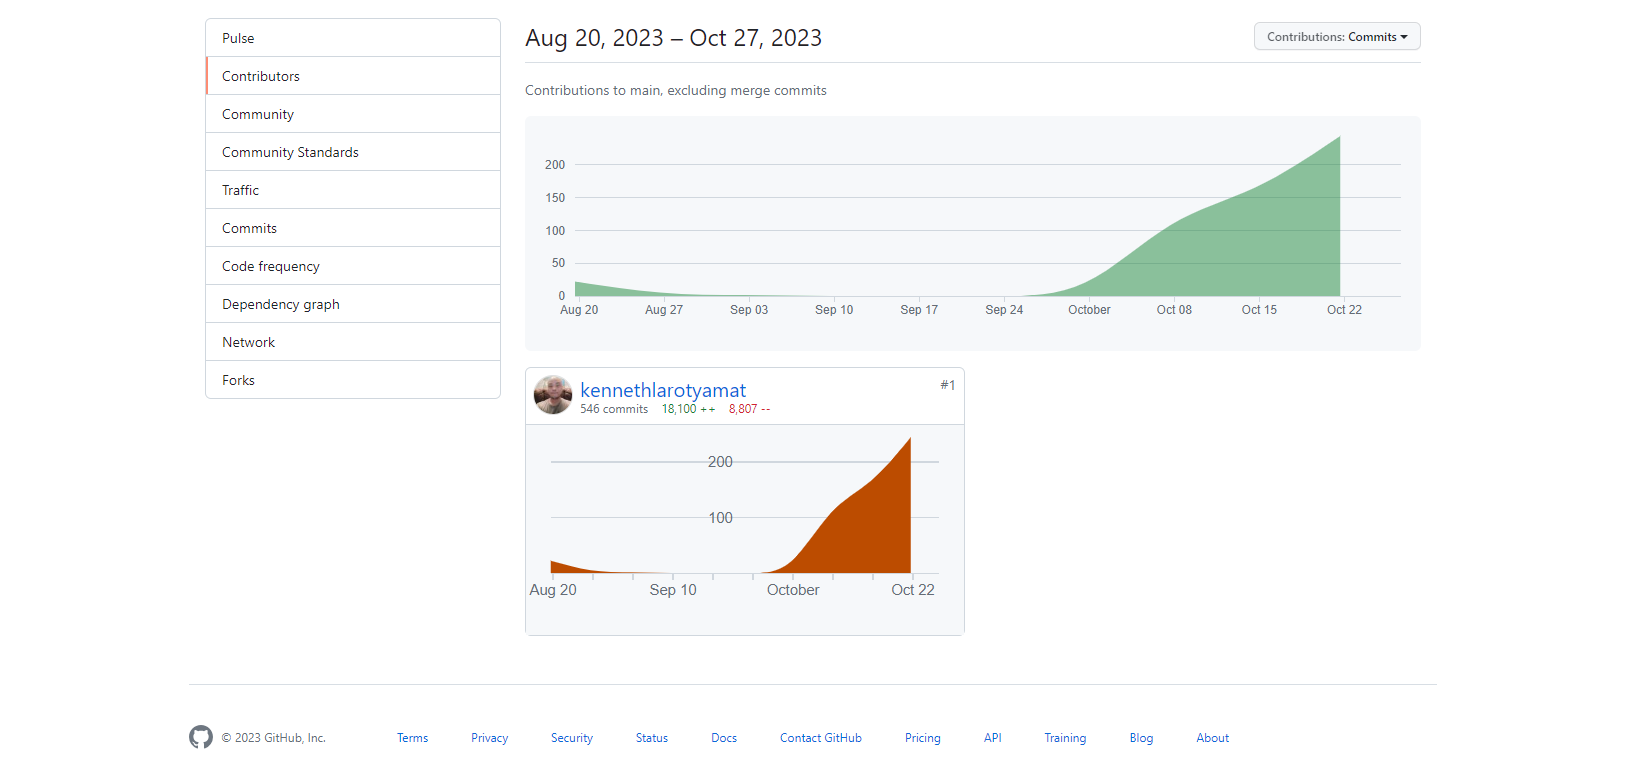 Pulse
Contributors
Community
Community Standards
Traffic
Commits
Code frequency
Dependency graph
Network
Forks
Aug 20, 2023 – Oct 27, 2023
Contributions: Commits
Contributions to main, excluding merge commits
200
150
100
50
0
Aug 20 Aug 27 Sep 03 Sep 10 Sep 17 Sep 24 October Oct 08 Oct 15 Oct 22
kennethlarotyamat
#1
546 commits 18,100 ++ 8,807 --
200
100
Aug 20 Sep 10 October Oct 22
© 2023 GitHub, Inc. Terms Privacy Security Status Docs Contact GitHub Pricing API Training Blog About